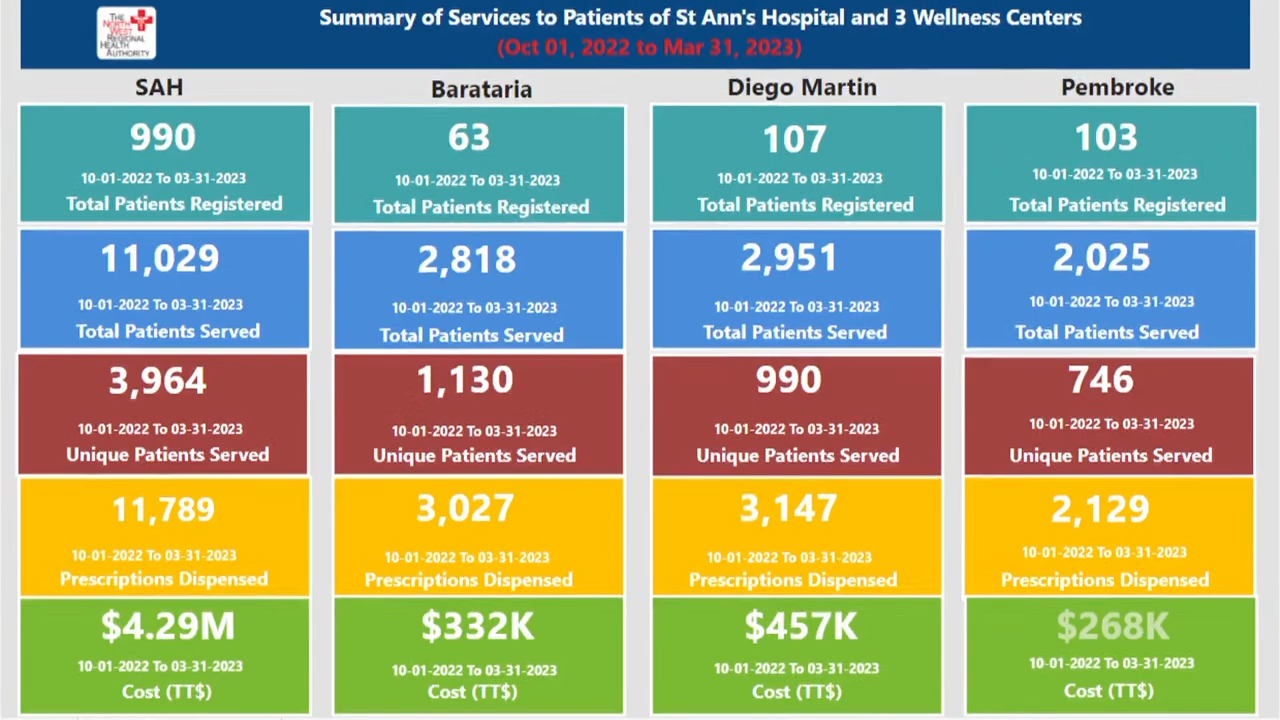 THE
NORTH
WEST
REGIONAL
HEALTH
AUTHORITY
Summary of Services to Patients of St Ann's Hospital and 3 Wellness Centers
(Oct 01, 2022 to Mar 31, 2023)
SAH
990
10-01-2022 To 03-31-2023
Total Patients Registered
11,029
10-01-2022 To 03-31-2023
Total Patients Served
3,964
10-01-2022 To 03-31-2023
Unique Patients Served
11,789
10-01-2022 To 03-31-2023
Prescriptions Dispensed
$4.29M
10-01-2022 To 03-31-2023
Cost (TT$)
Barataria
63
10-01-2022 To 03-31-2023
Total Patients Registered
2,818
10-01-2022 To 03-31-2023
Total Patients Served
1,130
10-01-2022 To 03-31-2023
Unique Patients Served
3,027
10-01-2022 To 03-31-2023
Prescriptions Dispensed
$332K
10-01-2022 To 03-31-2023
Cost (TT$)
Diego Martin
107
10-01-2022 To 03-31-2023
Total Patients Registered
2,951
10-01-2022 To 03-31-2023
Total Patients Served
990
10-01-2022 To 03-31-2023
Unique Patients Served
3,147
10-01-2022 To 03-31-2023
Prescriptions Dispensed
$457K
10-01-2022 To 03-31-2023
Cost (TT$)
Pembroke
103
10-01-2022 To 03-31-2023
Total Patients Registered
2,025
10-01-2022 To 03-31-2023
Total Patients Served
746
10-01-2022 To 03-31-2023
Unique Patients Served
2,129
10-01-2022 To 03-31-2023
Prescriptions Dispensed
$268K
10-01-2022 To 03-31-2023
Cost (TT$)